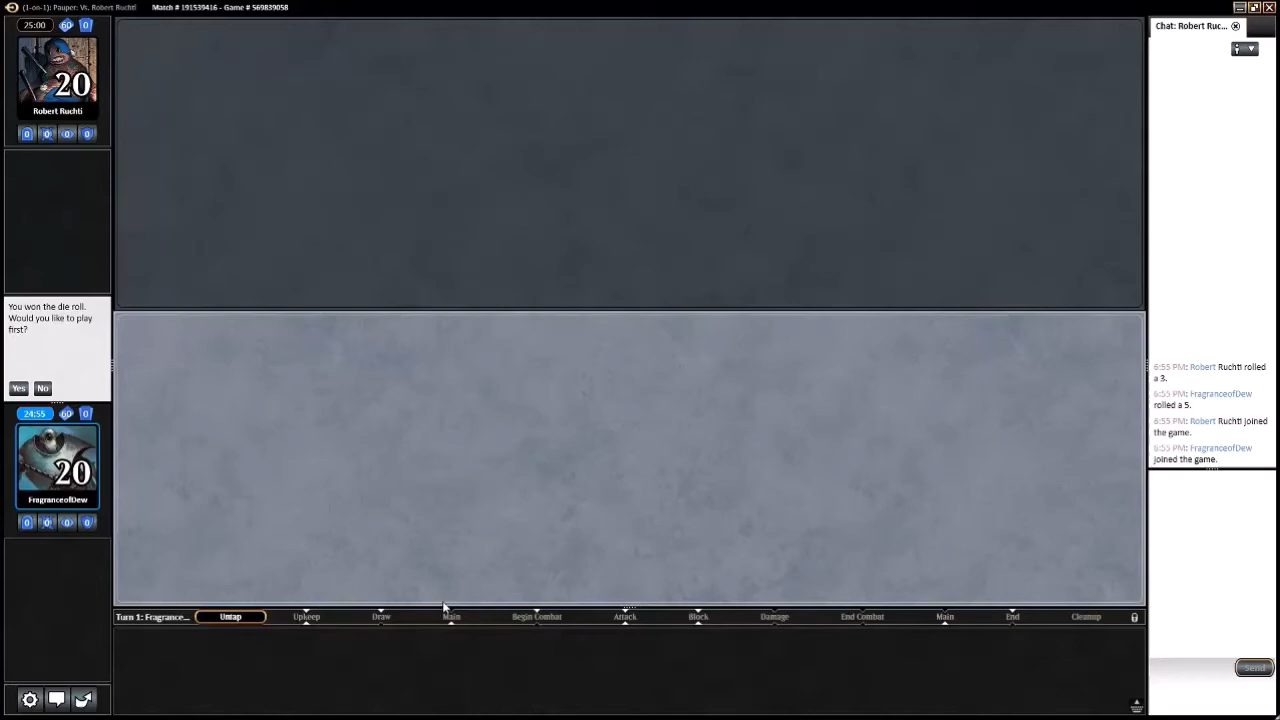 (1-on-1): Pauper: Vs. Robert Ruchti Match # 191539416 - Game # 569839058
25:00 60 0
20
Robert Ruchti
0 0 0 0
You won the die roll.
Would you like to play
first?
Yes No
24:55 60 0
20
FragranceofDew
0 0 0 0
Turn 1: Fragrance... Untap Upkeep Draw Main Begin Combat Attack Block Damage End Combat Main End Cleanup
Chat: Robert Ruc...
6:55 PM: Robert Ruchti rolled
a 3.
6:55 PM: FragranceofDew
rolled a 5.
6:55 PM: Robert Ruchti joined
the game.
6:55 PM: FragranceofDew
joined the game.
Send